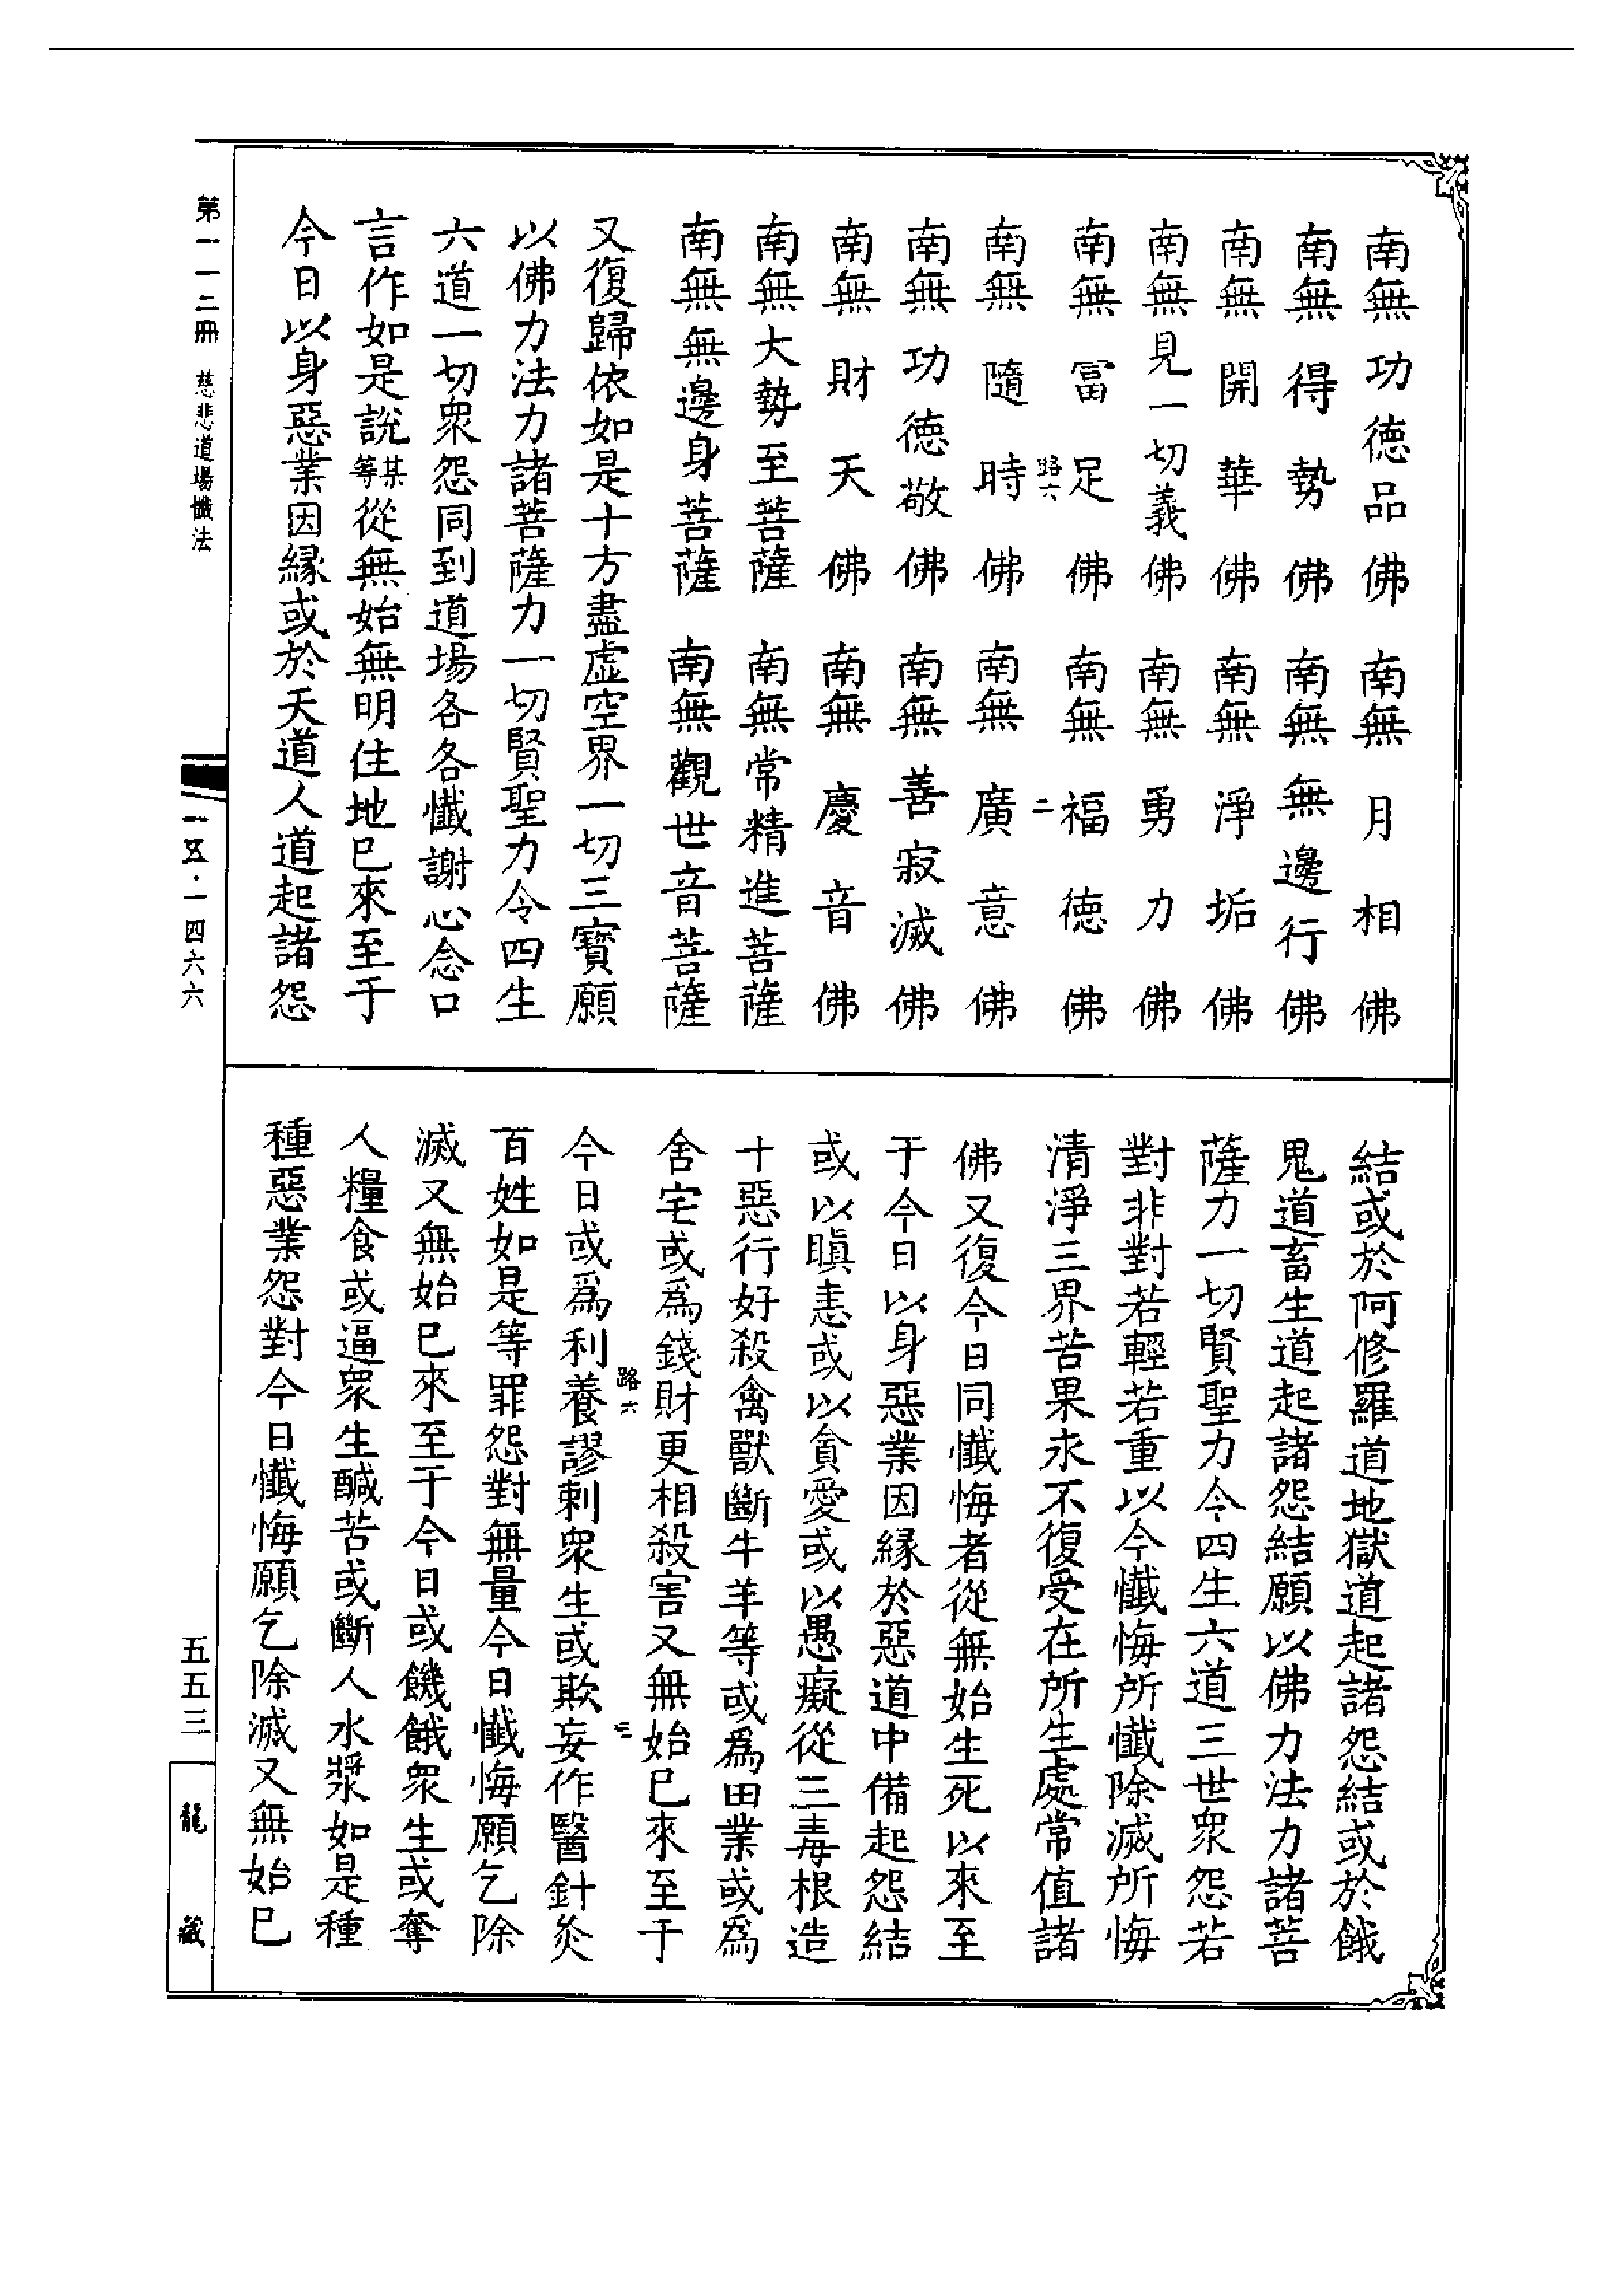 南無功德品佛　南無月相佛
南無得勢佛　南無無邊行佛
南無開華佛　南無淨垢佛
南無見一切義佛　南無勇力佛
南無富足佛　南無福德佛
路六　二
南無隨時佛　南無廣意佛
南無功德敬佛　南無善寂滅佛
南無財天佛　南無慶音佛
南無大勢至菩薩　南無常精進菩薩
南無無邊身菩薩　南無觀世音菩薩
又復歸依如是十方盡虛空界一切三寶願
以佛力法力諸菩薩力一切賢聖力令四生
六道一切衆怨同到道場各各懺謝心念口
言作如是說某等從無始無明住地已來至于
今日以身惡業因緣或於天道人道起諸怨
結或於阿修羅道地獄道起諸怨結或於餓
鬼道畜生道起諸怨結願以佛力法力諸菩
薩力一切賢聖力令四生六道三世衆怨若
對非對若輕若重以今懺悔所懺除滅所悔
清淨三界苦果永不復受在所生處常值諸
佛又復今日同懺悔者從無始生死以來至
于今日以身惡業因緣於惡道中備起怨結
或以瞋恚或以貪愛或以愚癡從三毒根造
十惡行好殺禽獸斷牛羊等或爲田業或爲
舍宅或爲錢財更相殺害又無始已來至于
路六　三
今日或爲利養謬刺衆生或欺妄作醫針灸
百姓如是等罪怨對無量今日懺悔願乞除
滅又無始已來至于今日或饑餓衆生或奪
人糧食或逼衆生鹹苦或斷人水漿如是種
種惡業怨對今日懺悔願乞除滅又無始已
第一一二冊　慈悲道場懺法
一五·一四六六
五五三
龍藏